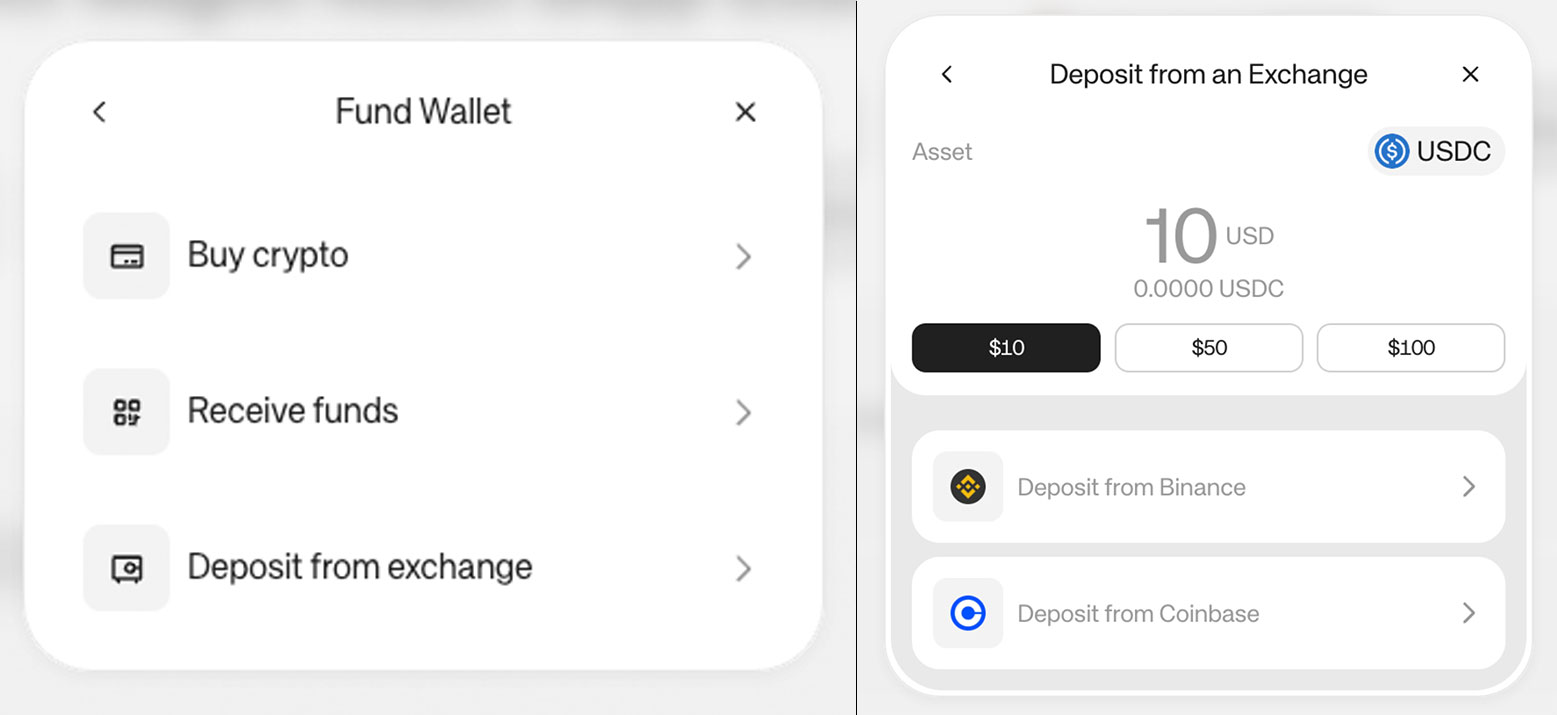 Fund Wallet
Buy crypto
Receive funds
Deposit from exchange
Deposit from an Exchange
Asset
USDC
10 USD
0.0000 USDC
$10
$50
$100
Deposit from Binance
Deposit from Coinbase